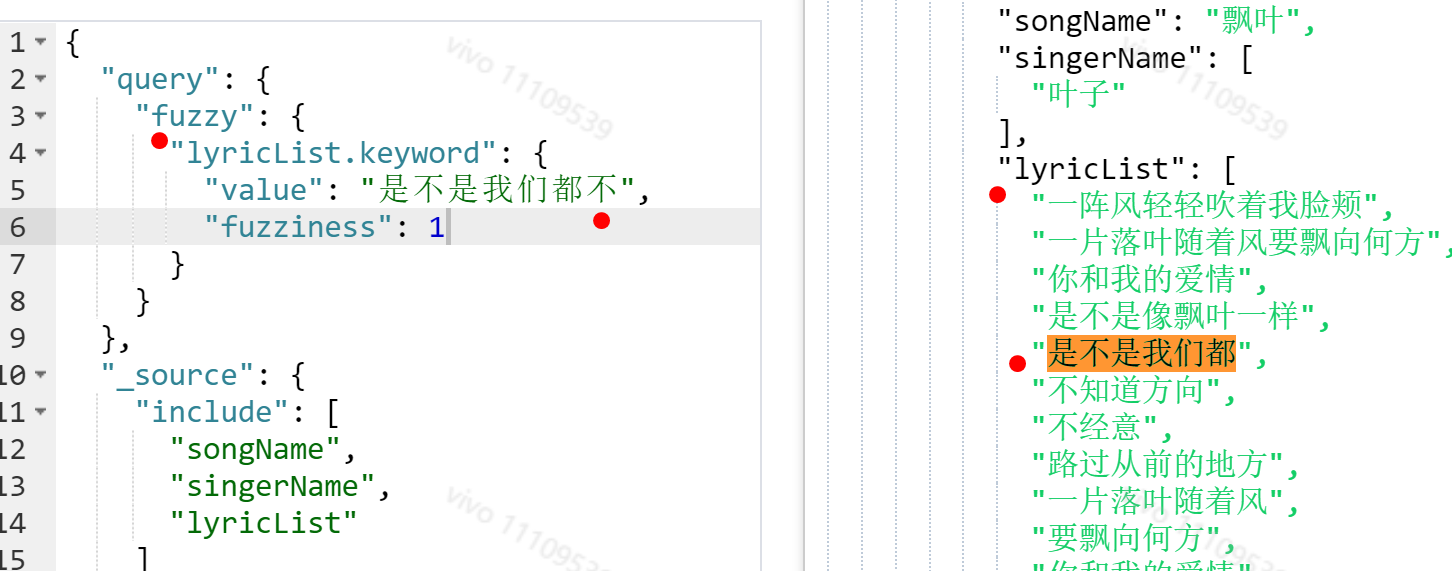 1 {
2 "query": {
3 "fuzzy": {
4 "lyricList.keyword": {
5 "value": "是不是我们都不",
6 "fuzziness": 1
7 }
8 }
9 },
10 "_source": {
11 "include": [
12 "songName",
13 "singerName",
14 "lyricList"
15 ]
"songName": "飘叶",
"singerName": [
"叶子"
],
"lyricList": [
"一阵风轻轻吹着我脸颊",
"一片落叶随着风要飘向何方",
"你和我的爱情",
"是不是像飘叶一样",
"是不是我们都",
"不知道方向",
"不经意",
"路过从前的地方",
"一片落叶随着风",
"要飘向何方",
"你和我的爱情"
vivo 11109539
vivo 11109539
vivo 11109539
vivo 11109539